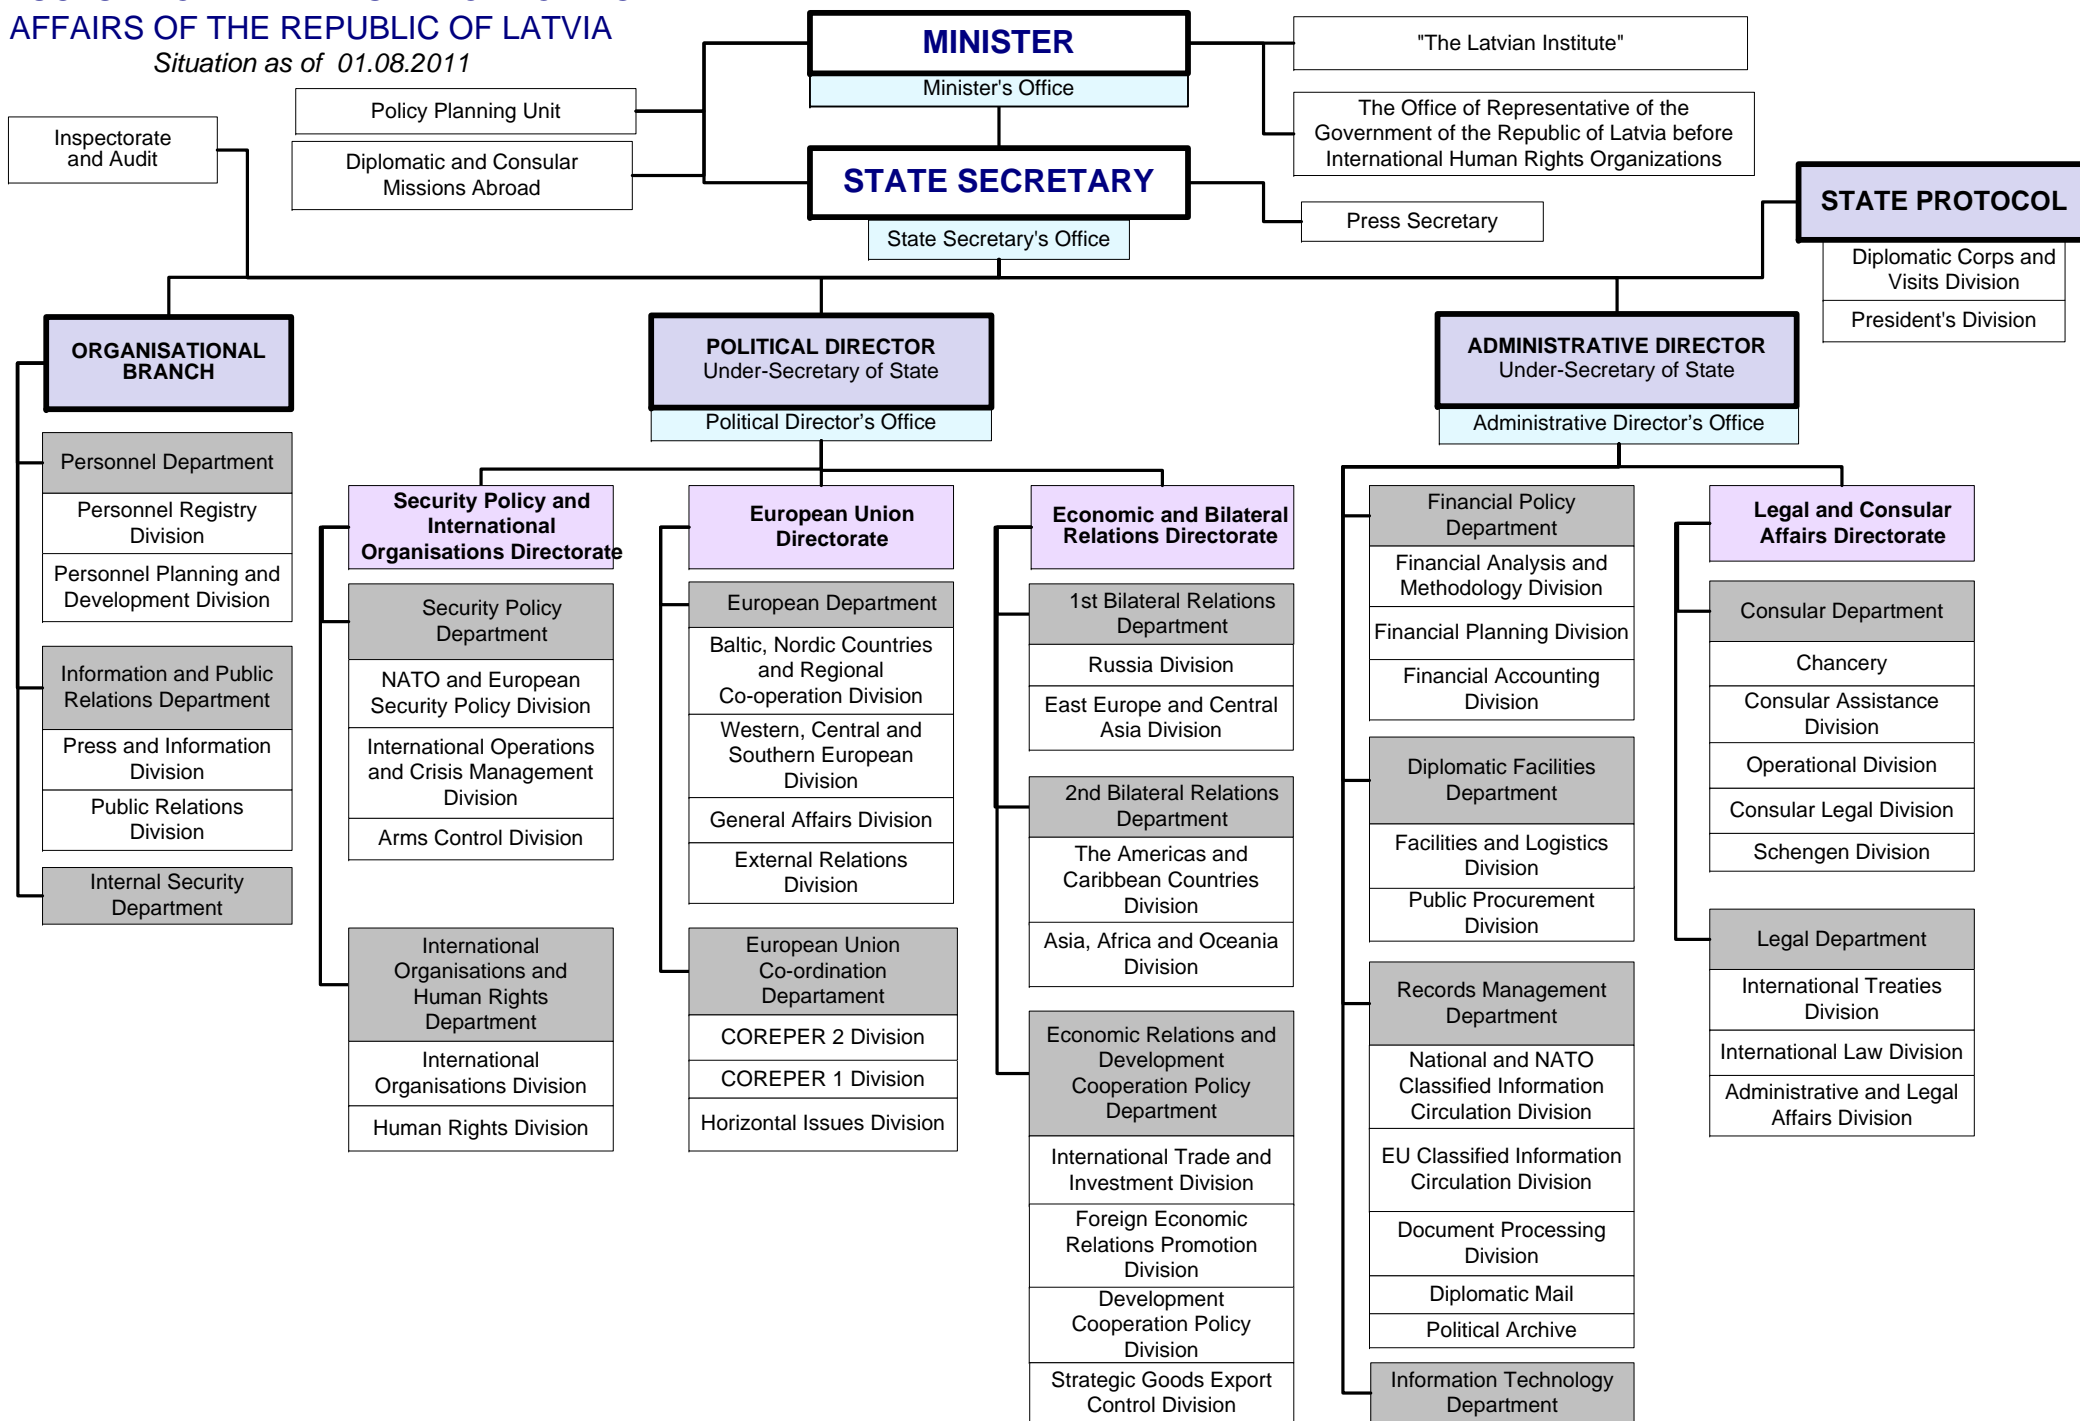 AFFAIRS OF THE REPUBLIC OF LATVIA
Situation as of 01.08.2011
MINISTER
Minister's Office
"The Latvian Institute"
Policy Planning Unit
The Office of Representative of the
Government of the Republic of Latvia before
International Human Rights Organizations
Inspectorate
and Audit
Diplomatic and Consular
Missions Abroad
STATE SECRETARY
State Secretary's Office
Press Secretary
STATE PROTOCOL
Diplomatic Corps and
Visits Division
President's Division
ORGANISATIONAL
BRANCH
Personnel Department
Personnel Registry
Division
Personnel Planning and
Development Division
Information and Public
Relations Department
Press and Information
Division
Public Relations
Division
Internal Security
Department
POLITICAL DIRECTOR
Under-Secretary of State
Political Director’s Office
Security Policy and
International
Organisations Directorate
Security Policy
Department
NATO and European
Security Policy Division
International Operations
and Crisis Management
Division
Arms Control Division
International
Organisations and
Human Rights
Department
International
Organisations Division
Human Rights Division
European Union
Directorate
European Department
Baltic, Nordic Countries
and Regional
Co-operation Division
Western, Central and
Southern European
Division
General Affairs Division
External Relations
Division
European Union
Co-ordination
Departament
COREPER 2 Division
COREPER 1 Division
Horizontal Issues Division
Economic and Bilateral
Relations Directorate
1st Bilateral Relations
Department
Russia Division
East Europe and Central
Asia Division
2nd Bilateral Relations
Department
The Americas and
Caribbean Countries
Division
Asia, Africa and Oceania
Division
Economic Relations and
Development
Cooperation Policy
Department
International Trade and
Investment Division
Foreign Economic
Relations Promotion
Division
Development
Cooperation Policy
Division
Strategic Goods Export
Control Division
ADMINISTRATIVE DIRECTOR
Under-Secretary of State
Administrative Director’s Office
Financial Policy
Department
Financial Analysis and
Methodology Division
Financial Planning Division
Financial Accounting
Division
Diplomatic Facilities
Department
Facilities and Logistics
Division
Public Procurement
Division
Records Management
Department
National and NATO
Classified Information
Circulation Division
EU Classified Information
Circulation Division
Document Processing
Division
Diplomatic Mail
Political Archive
Information Technology
Department
Legal and Consular
Affairs Directorate
Consular Department
Chancery
Consular Assistance
Division
Operational Division
Consular Legal Division
Schengen Division
Legal Department
International Treaties
Division
International Law Division
Administrative and Legal
Affairs Division